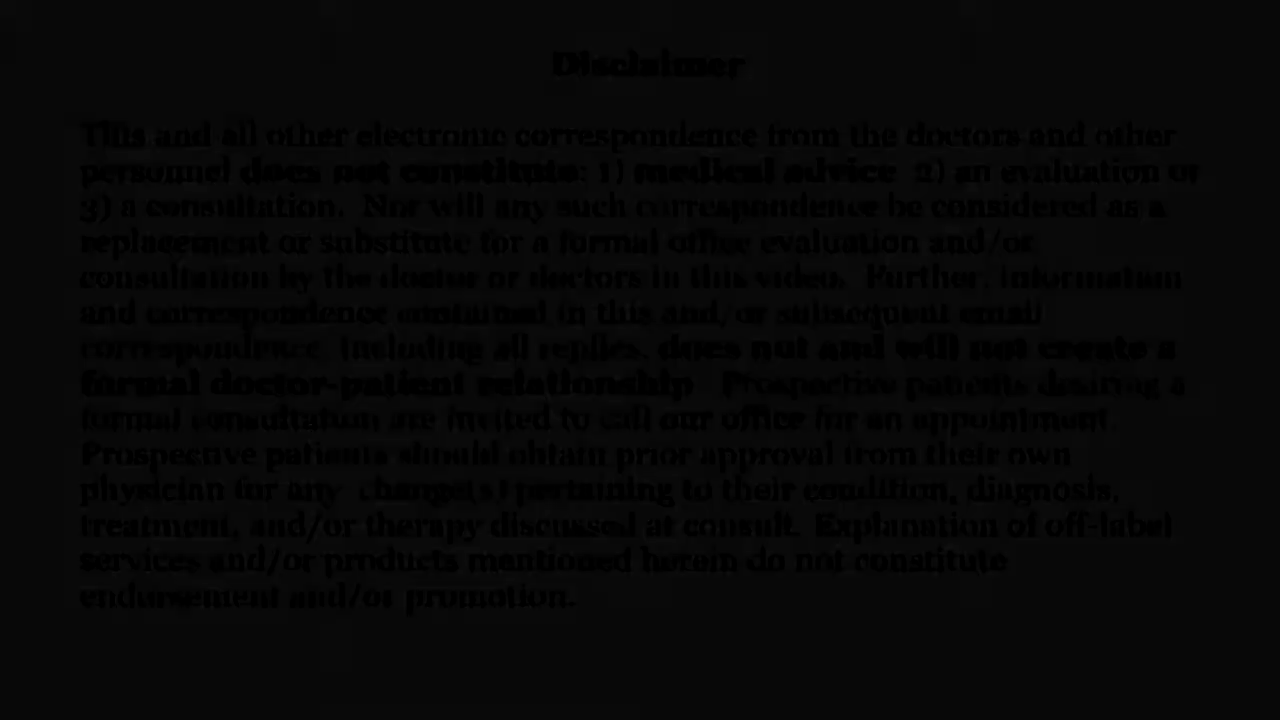 Disclaimer
This and all other electronic correspondence from the doctors and other
personnel does not constitute: 1) medical advice 2) an evaluation or
3) a consultation. Nor will any such correspondence be considered as a
replacement or substitute for a formal office evaluation and/or
consultation by the doctor or doctors in this video. Further, information
and correspondence contained in this and/or subsequent email
correspondence, including all replies, does not and will not create a
formal doctor-patient relationship. Prospective patients desiring a
formal consultation are invited to call our office for an appointment.
Prospective patients should obtain prior approval from their own
physician for any change(s) pertaining to their condition, diagnosis,
treatment, and/or therapy discussed at consult. Explanation of off-label
services and/or products mentioned herein do not constitute
endorsement and/or promotion.